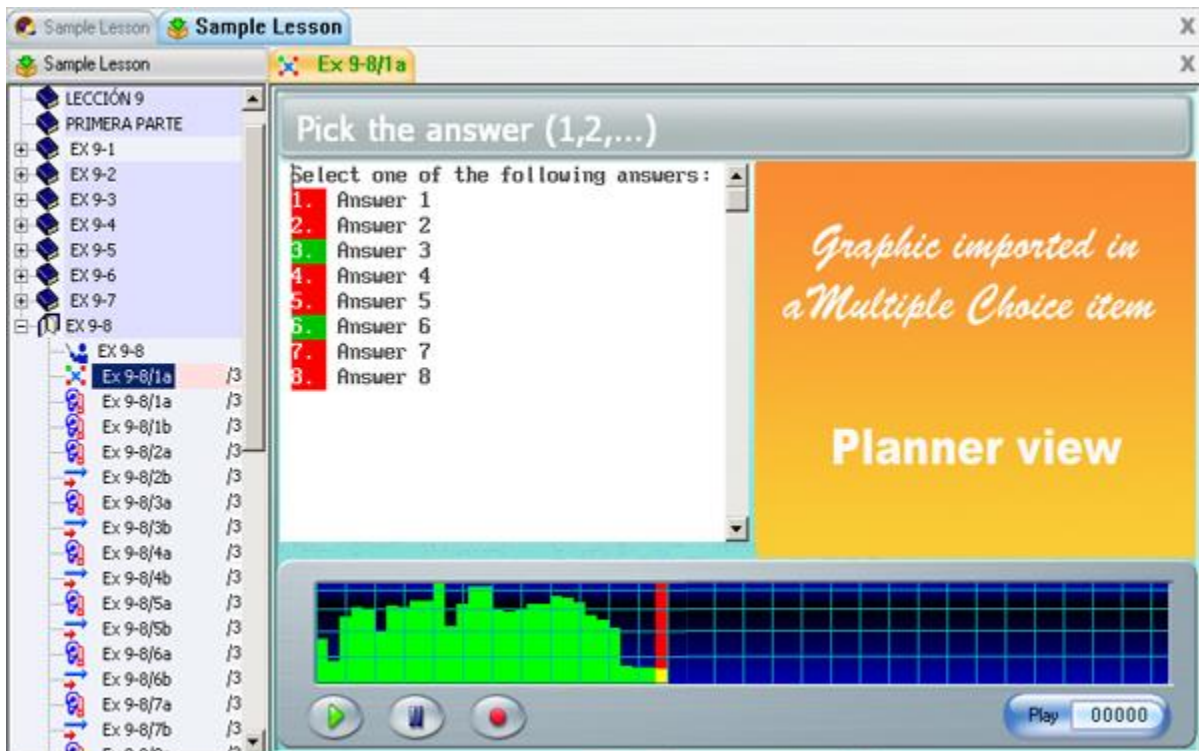 Sample Lesson
Sample Lesson
X
Sample Lesson
Ex 9-8/1a
X
LECCIÓN 9
PRIMERA PARTE
EX 9-1
EX 9-2
EX 9-3
EX 9-4
EX 9-5
EX 9-6
EX 9-7
EX 9-8
EX 9-8
Ex 9-8/1a /3
Ex 9-8/1a /3
Ex 9-8/1b /3
Ex 9-8/2a /3
Ex 9-8/2b /3
Ex 9-8/3a /3
Ex 9-8/3b /3
Ex 9-8/4a /3
Ex 9-8/4b /3
Ex 9-8/5a /3
Ex 9-8/5b /3
Ex 9-8/6a /3
Ex 9-8/6b /3
Ex 9-8/7a /3
Ex 9-8/7b /3
Pick the answer (1,2,...)
Select one of the following answers:
1. Answer 1
2. Answer 2
3. Answer 3
4. Answer 4
5. Answer 5
6. Answer 6
7. Answer 7
8. Answer 8
Graphic imported in
a Multiple Choice item
Planner view
Play 00000